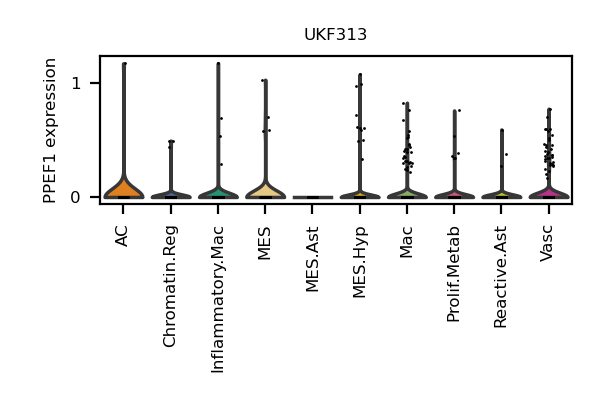 UKF313
PPEF1 expression
1
0
AC
Chromatin.Reg
Inflammatory.Mac
MES
MES.Ast
MES.Hyp
Mac
Prolif.Metab
Reactive.Ast
Vasc